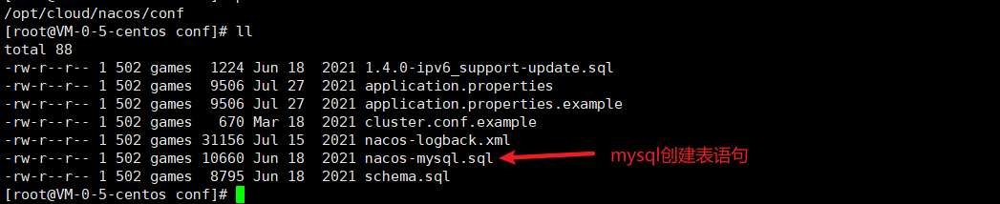 /opt/cloud/nacos/conf
[root@VM-0-5-centos conf]# ll
total 88
-rw-r--r-- 1 502 games  1224 Jun 18  2021 1.4.0-ipv6_support-update.sql
-rw-r--r-- 1 502 games  9506 Jul 27  2021 application.properties
-rw-r--r-- 1 502 games  9506 Jul 27  2021 application.properties.example
-rw-r--r-- 1 502 games   670 Mar 18  2021 cluster.conf.example
-rw-r--r-- 1 502 games 31156 Jul 15  2021 nacos-logback.xml
-rw-r--r-- 1 502 games 10660 Jun 18  2021 nacos-mysql.sql mysql创建表语句
-rw-r--r-- 1 502 games  8795 Jun 18  2021 schema.sql
[root@VM-0-5-centos conf]#